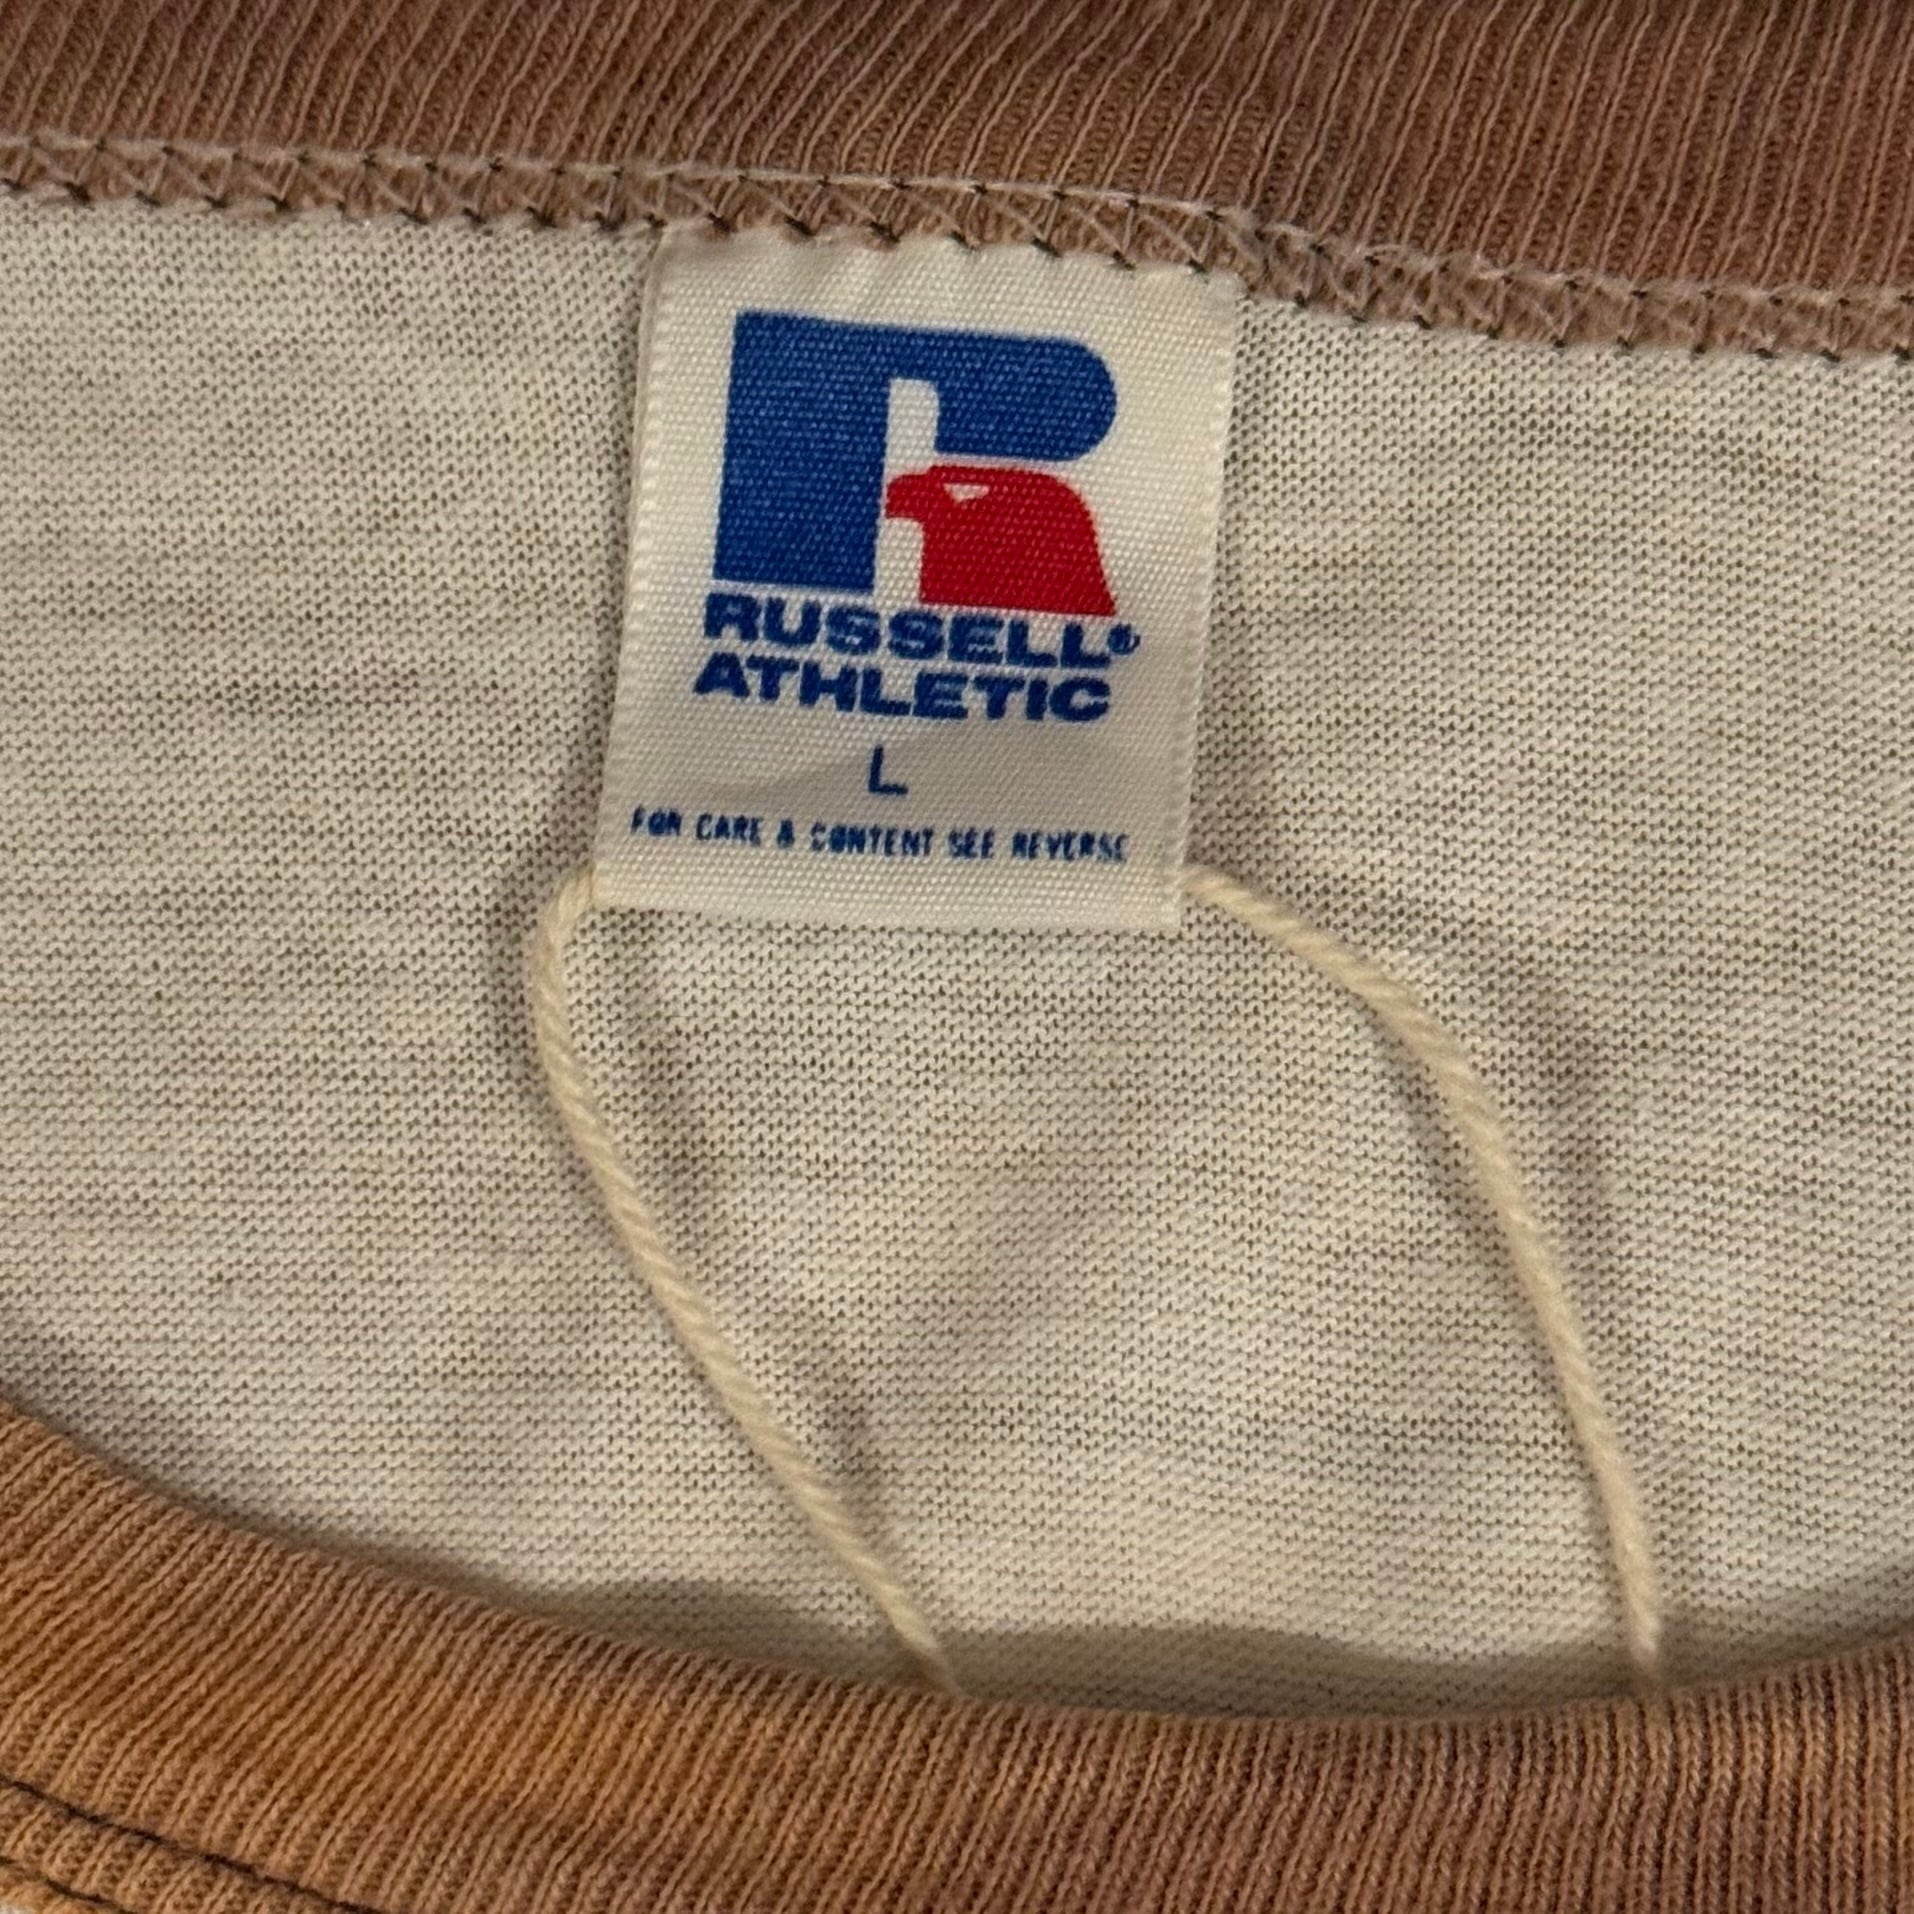 RUSSELL®
ATHLETIC
L
FOR CARE & CONTENT SEE REVERSE